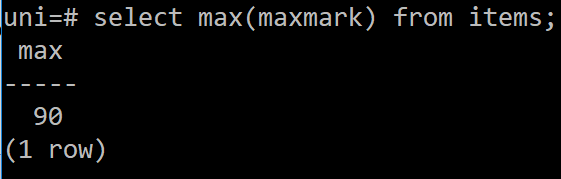 uni=# select max(maxmark) from items;
 max
-----
  90
(1 row)